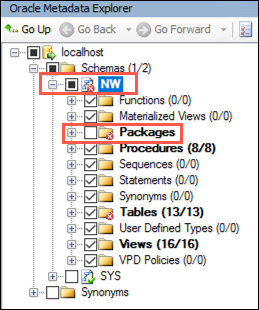 Oracle Metadata Explorer
Go Up Go Back Go Forward
localhost
Schemas (1/2)
NW
Functions (0/0)
Materialized Views (0/0)
Packages
Procedures (8/8)
Sequences (0/0)
Statements (0/0)
Synonyms (0/0)
Tables (13/13)
User Defined Types (0/0)
Views (16/16)
VPD Policies (0/0)
SYS
Synonyms